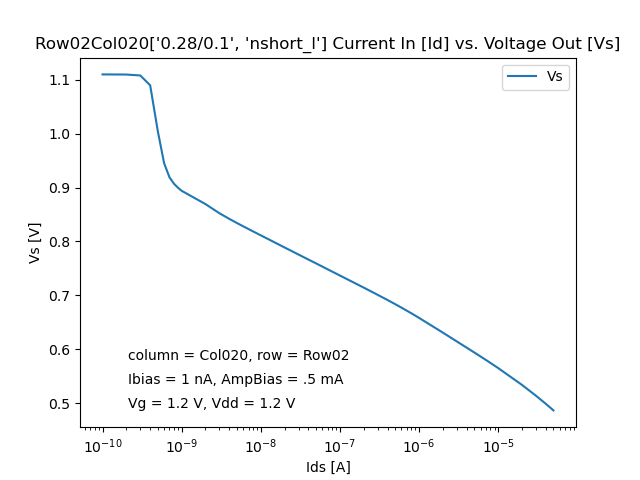 Row02Col020['0.28/0.1', 'nshort_l'] Current In [Id] vs. Voltage Out [Vs]
Vs
1.1
1.0
0.9
0.8
0.7
0.6
0.5
Vs [V]
column = Col020, row = Row02
Ibias = 1 nA, AmpBias = .5 mA
Vg = 1.2 V, Vdd = 1.2 V
10⁻¹⁰ 10⁻⁹ 10⁻⁸ 10⁻⁷ 10⁻⁶ 10⁻⁵
Ids [A]